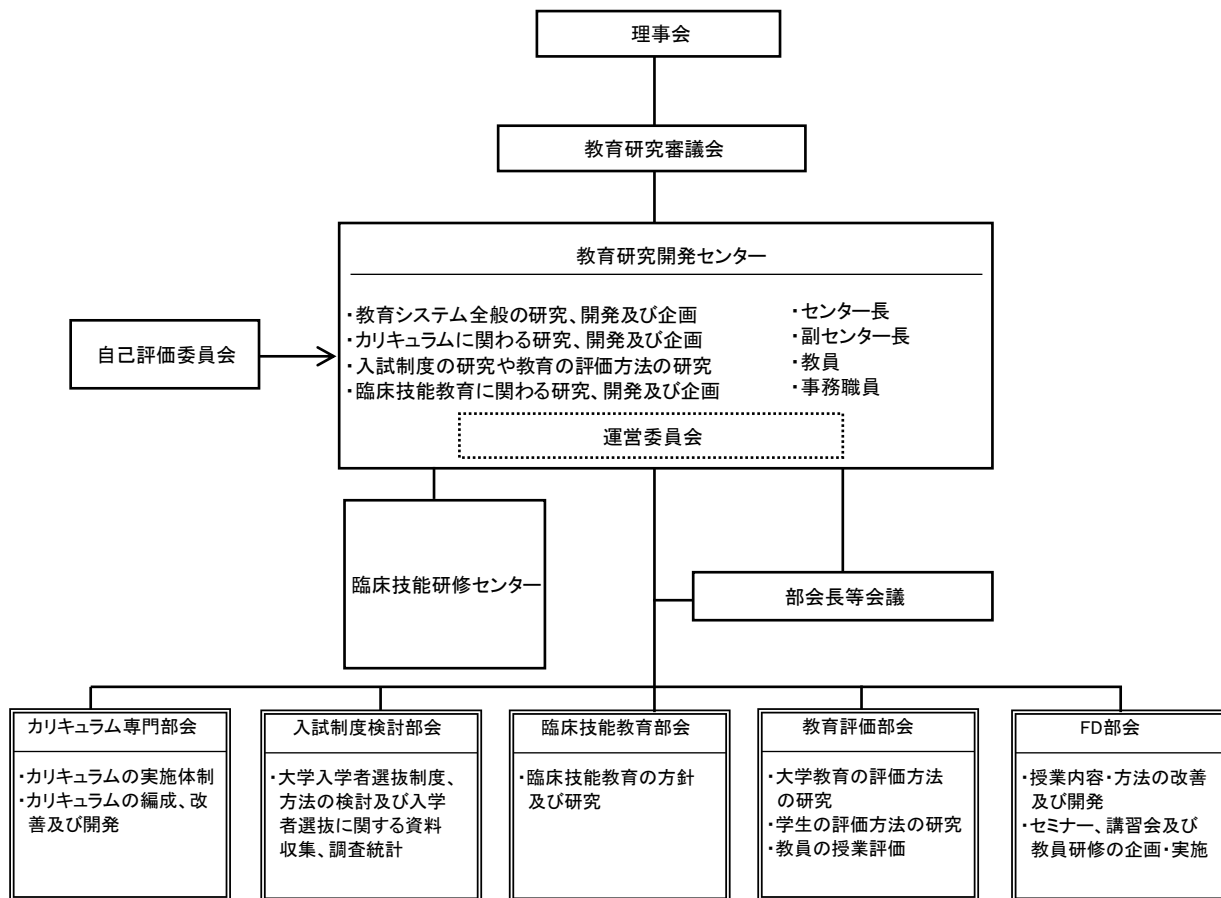 理事会
教育研究審議会
教育研究開発センター
・教育システム全般の研究、開発及び企画
・カリキュラムに関わる研究、開発及び企画
・入試制度の研究や教育の評価方法の研究
・臨床技能教育に関わる研究、開発及び企画
・センター長
・副センター長
・教員
・事務職員
自己評価委員会
運営委員会
臨床技能研修センター
部会長等会議
カリキュラム専門部会
・カリキュラムの実施体制
・カリキュラムの編成、改
善及び開発
入試制度検討部会
・大学入学者選抜制度、
方法の検討及び入学
者選抜に関する資料
収集、調査統計
臨床技能教育部会
・臨床技能教育の方針
及び研究
教育評価部会
・大学教育の評価方法
の研究
・学生の評価方法の研究
・教員の授業評価
FD部会
・授業内容・方法の改善
及び開発
・セミナー、講習会及び
教員研修の企画・実施